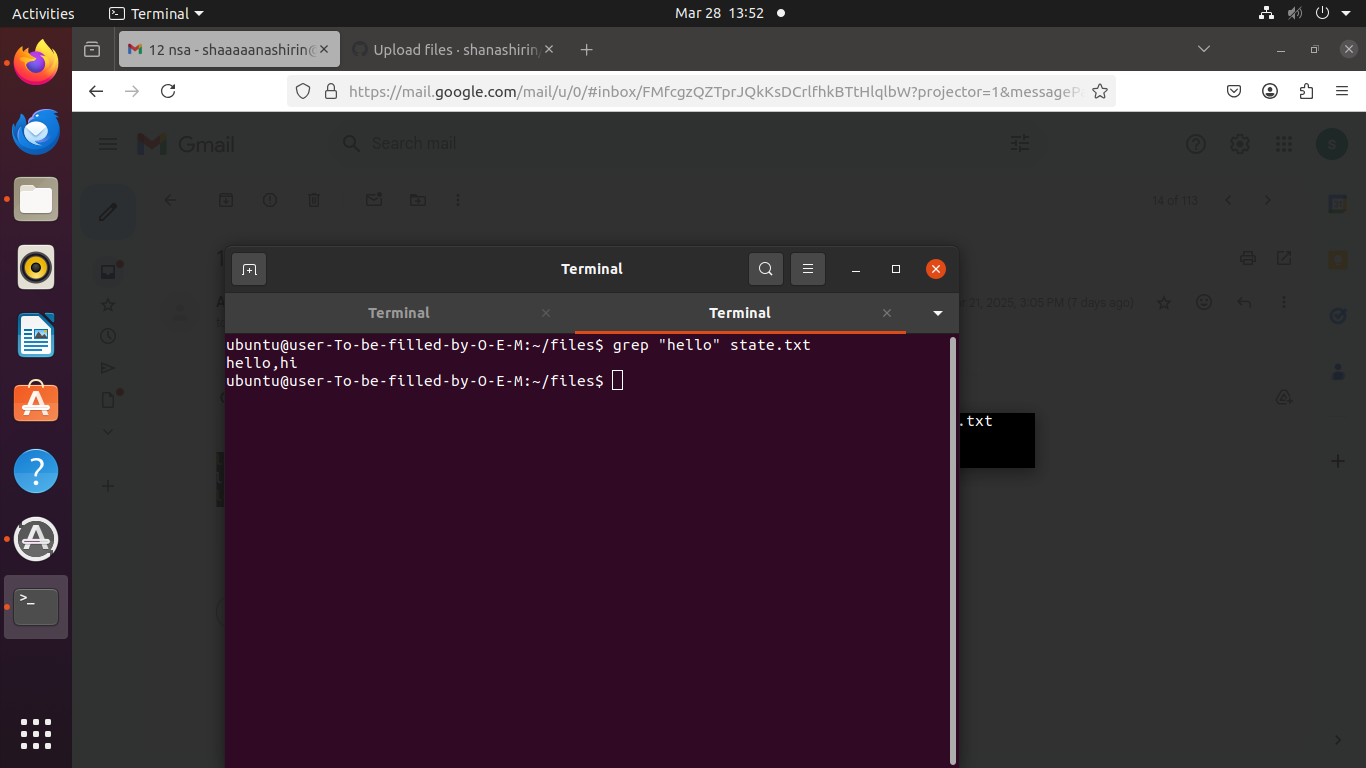 Activities
Terminal
Mar 28 13:52
12 nsa - shaaaaanashirin@
Upload files · shanashirin
https://mail.google.com/mail/u/0/#inbox/FMfcgzQZTprJQkKsDCrlfhkBTtHlqlbW?projector=1&messageP
Gmail
Search mail
S
14 of 113
Terminal
21, 2025, 3:05 PM (7 days ago)
Terminal
Terminal
ubuntu@user-To-be-filled-by-O-E-M:~/files$ grep "hello" state.txt
hello,hi
ubuntu@user-To-be-filled-by-O-E-M:~/files$
.txt